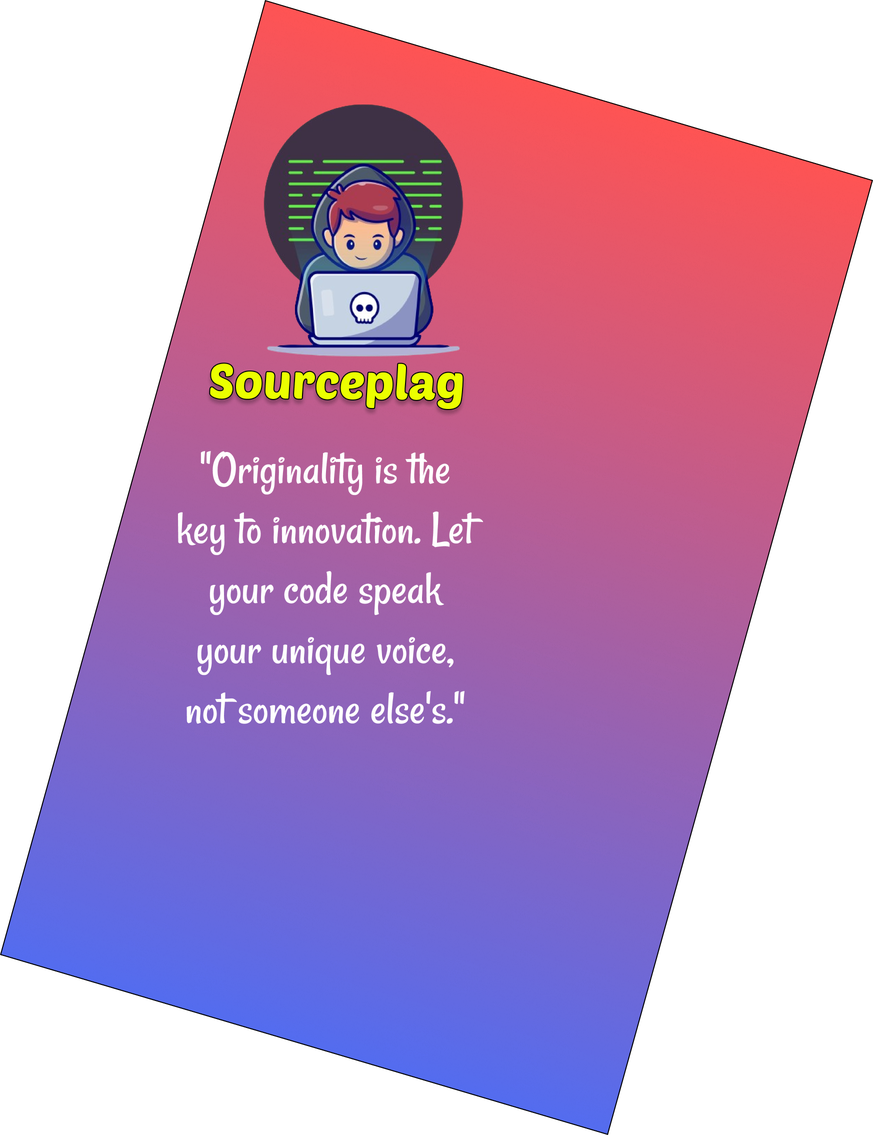 Sourceplag
"Originality is the
key to innovation. Let
your code speak
your unique voice,
not someone else's."